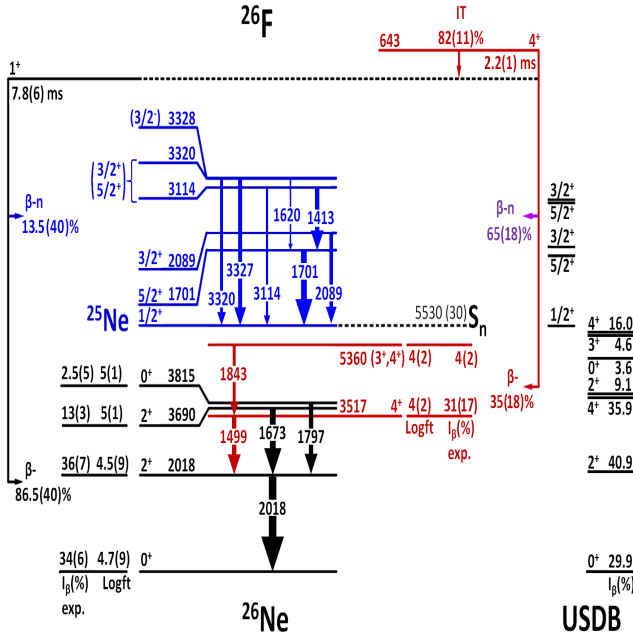 26F
IT
643 82(11)% 4+
2.2(1) ms
1+
7.8(6) ms
(3/2-) 3328
3320
(3/2+ 5/2+)
3114
3/2+
5/2+
β-n
13.5(40)%
β-n
65(18)%
1620 1413
3/2+
5/2+
3/2+ 2089
3327 1701
5/2+ 1701
3320 3114 2089
25Ne 1/2+
5530 (30) Sn
1/2+
4+ 16.0
3+ 4.6
5360 (3+,4+) 4(2) 4(2)
0+ 3.6
1843
2.5(5) 5(1) 0+ 3815
β-
35(18)%
2+ 9.1
4+ 35.9
13(3) 5(1) 2+ 3690
3517 4+ 4(2) 31(17)
Logft Iβ(%)
exp.
1499 1673 1797
36(7) 4.5(9) 2+ 2018
2+ 40.9
β-
86.5(40)%
2018
34(6) 4.7(9) 0+
0+ 29.9
Iβ(%) Logft
exp.
Iβ(%)
26Ne
USDB